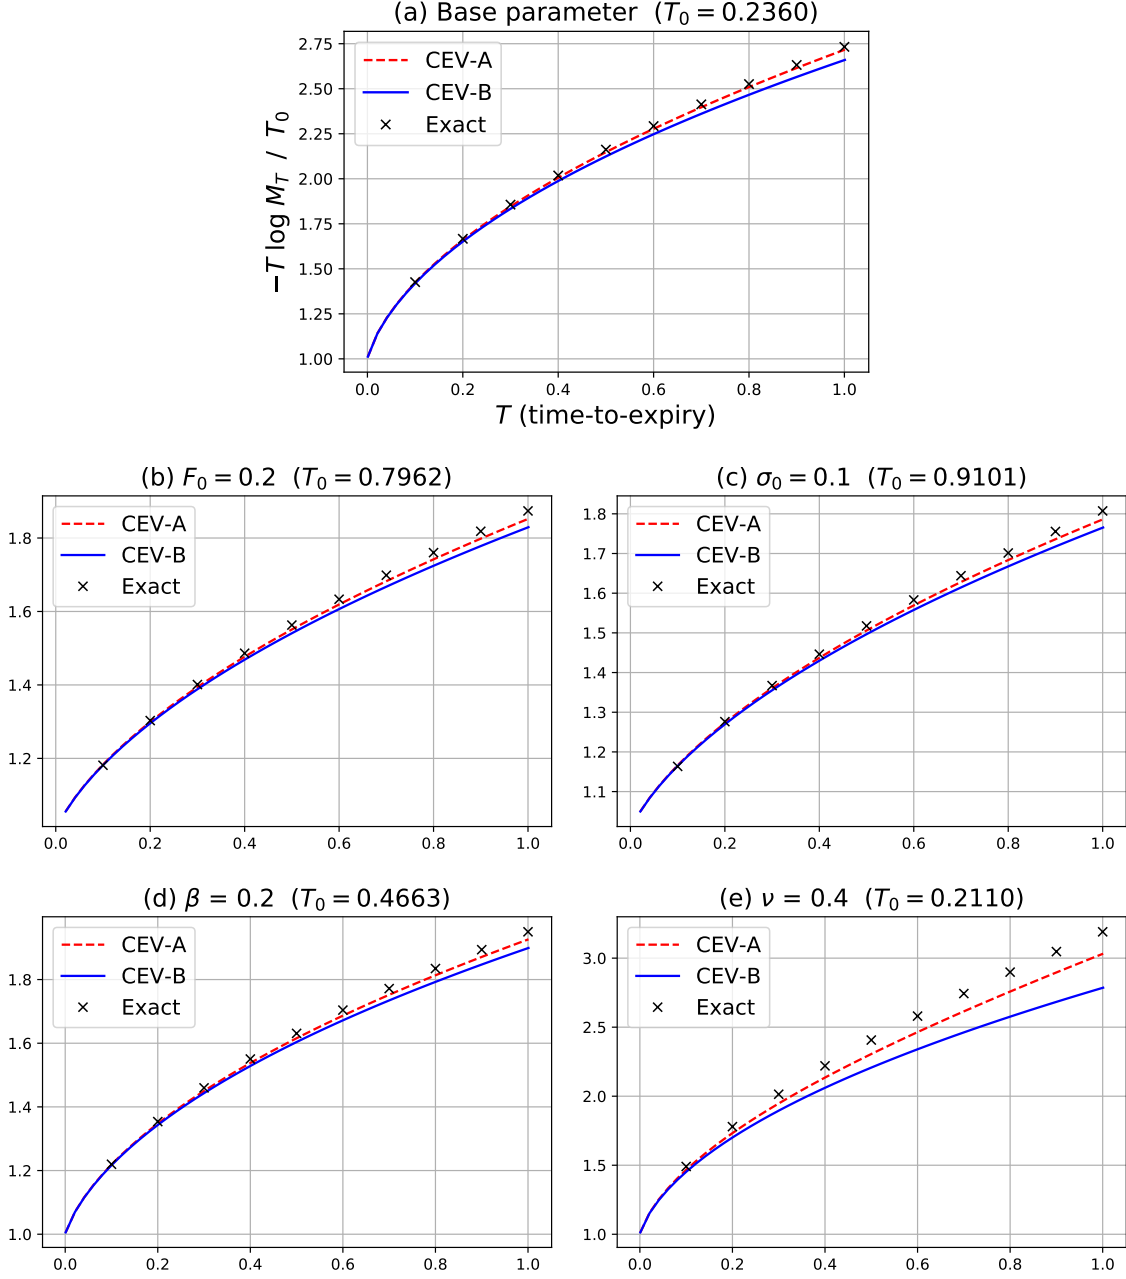 (a) Base parameter (T₀ = 0.2360)
−T log M_T / T₀
2.75
2.50
2.25
2.00
1.75
1.50
1.25
1.00
CEV-A
CEV-B
Exact
0.0 0.2 0.4 0.6 0.8 1.0
T (time-to-expiry)
(b) F₀ = 0.2 (T₀ = 0.7962)
1.8
1.6
1.4
1.2
CEV-A
CEV-B
Exact
0.0 0.2 0.4 0.6 0.8 1.0
(c) σ₀ = 0.1 (T₀ = 0.9101)
1.8
1.7
1.6
1.5
1.4
1.3
1.2
1.1
CEV-A
CEV-B
Exact
0.0 0.2 0.4 0.6 0.8 1.0
(d) β = 0.2 (T₀ = 0.4663)
1.8
1.6
1.4
1.2
1.0
CEV-A
CEV-B
Exact
0.0 0.2 0.4 0.6 0.8 1.0
(e) ν = 0.4 (T₀ = 0.2110)
3.0
2.5
2.0
1.5
1.0
CEV-A
CEV-B
Exact
0.0 0.2 0.4 0.6 0.8 1.0